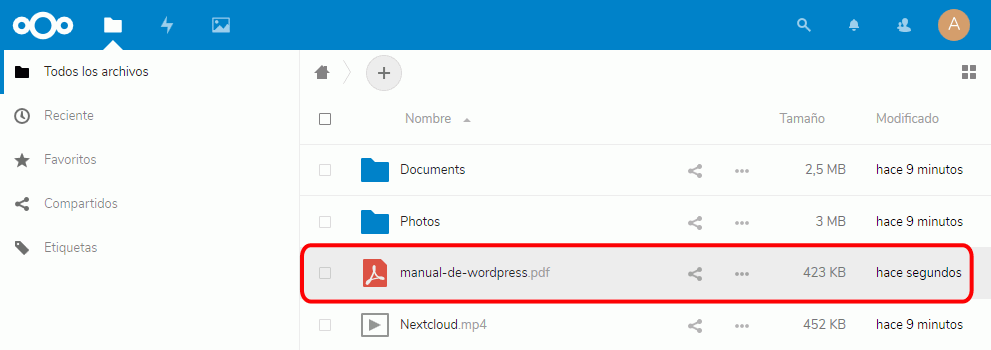 A
Todos los archivos
Reciente
Favoritos
Compartidos
Etiquetas
Nombre Tamaño Modificado
Documents 2,5 MB hace 9 minutos
Photos 3 MB hace 9 minutos
manual-de-wordpress.pdf 423 KB hace segundos
Nextcloud.mp4 452 KB hace 9 minutos